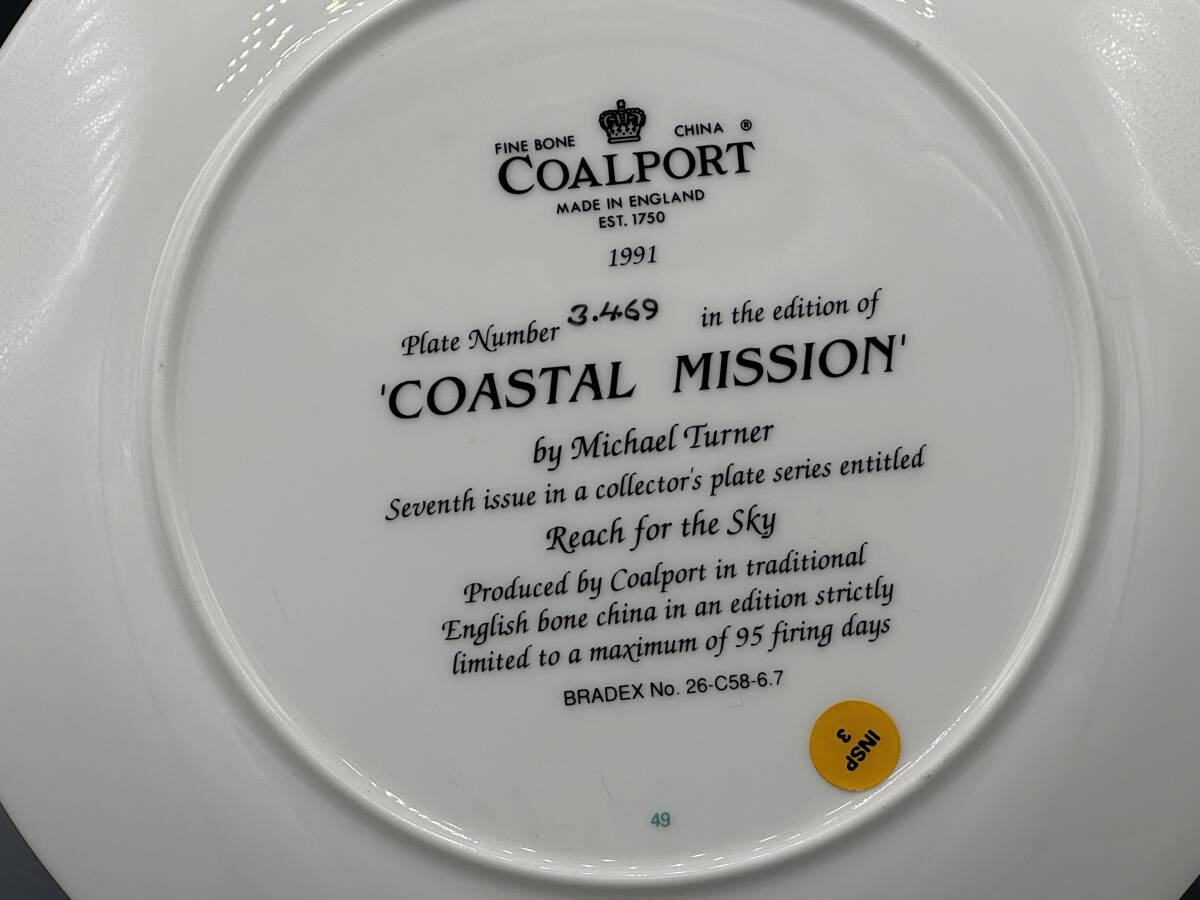 FINE BONE CHINA ®
COALPORT
MADE IN ENGLAND
EST. 1750
1991
Plate Number 3.469 in the edition of
'COASTAL MISSION'
by Michael Turner
Seventh issue in a collector's plate series entitled
Reach for the Sky
Produced by Coalport in traditional
English bone china in an edition strictly
limited to a maximum of 95 firing days
BRADEX No. 26-C58-6.7
INSP
3
49